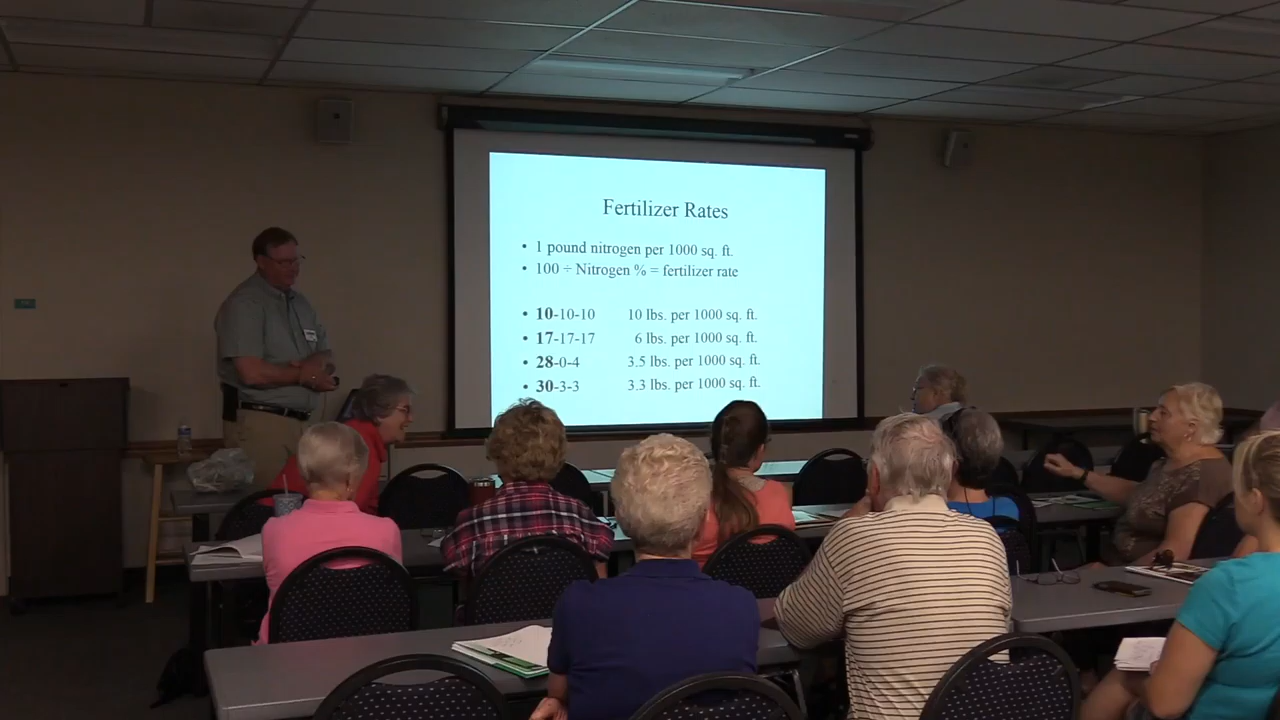 Fertilizer Rates
• 1 pound nitrogen per 1000 sq. ft.
• 100 ÷ Nitrogen % = fertilizer rate
• 10-10-10 10 lbs. per 1000 sq. ft.
• 17-17-17 6 lbs. per 1000 sq. ft.
• 28-0-4 3.5 lbs. per 1000 sq. ft.
• 30-3-3 3.3 lbs. per 1000 sq. ft.